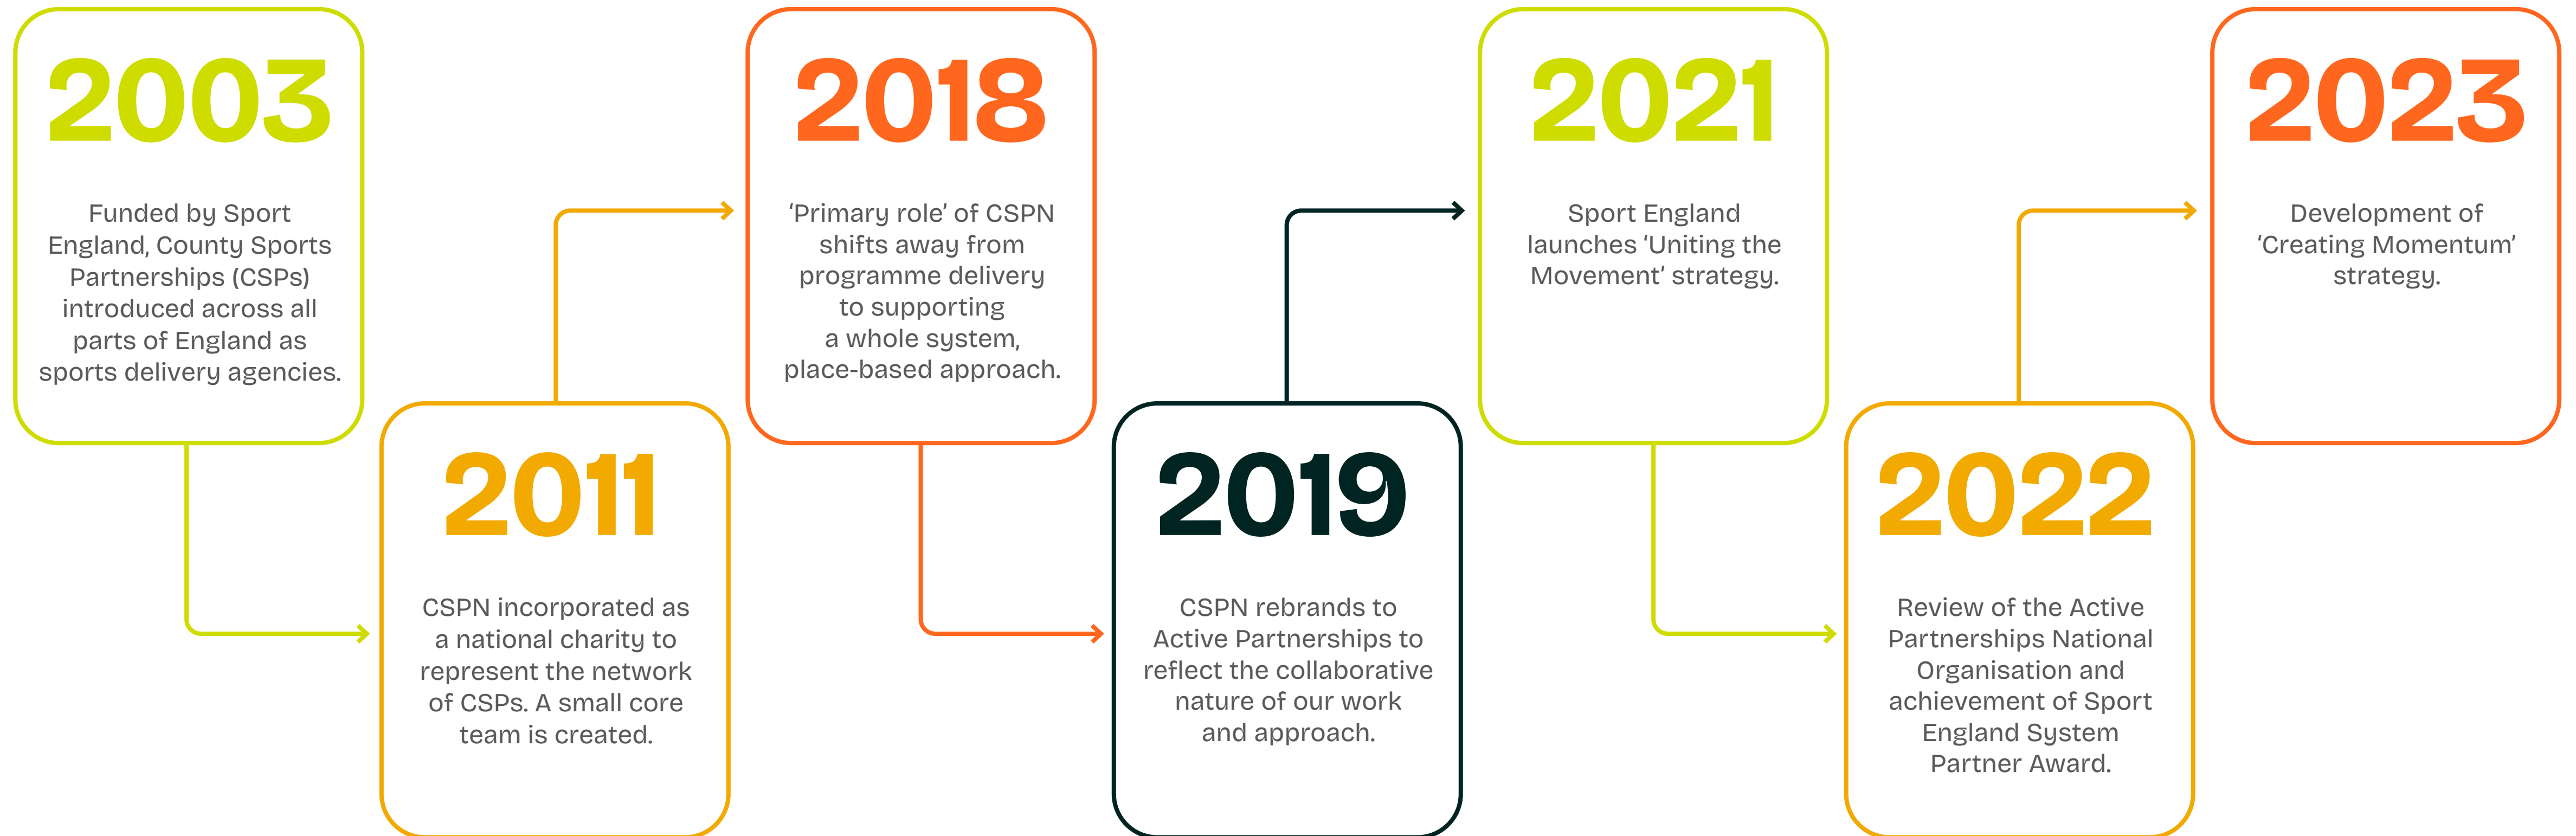 2003
Funded by Sport
England, County Sports
Partnerships (CSPs)
introduced across all
parts of England as
sports delivery agencies.
2011
CSPN incorporated as
a national charity to
represent the network
of CSPs. A small core
team is created.
2018
‘Primary role’ of CSPN
shifts away from
programme delivery
to supporting
a whole system,
place-based approach.
2019
CSPN rebrands to
Active Partnerships to
reflect the collaborative
nature of our work
and approach.
2021
Sport England
launches ‘Uniting the
Movement’ strategy.
2022
Review of the Active
Partnerships National
Organisation and
achievement of Sport
England System
Partner Award.
2023
Development of
‘Creating Momentum’
strategy.